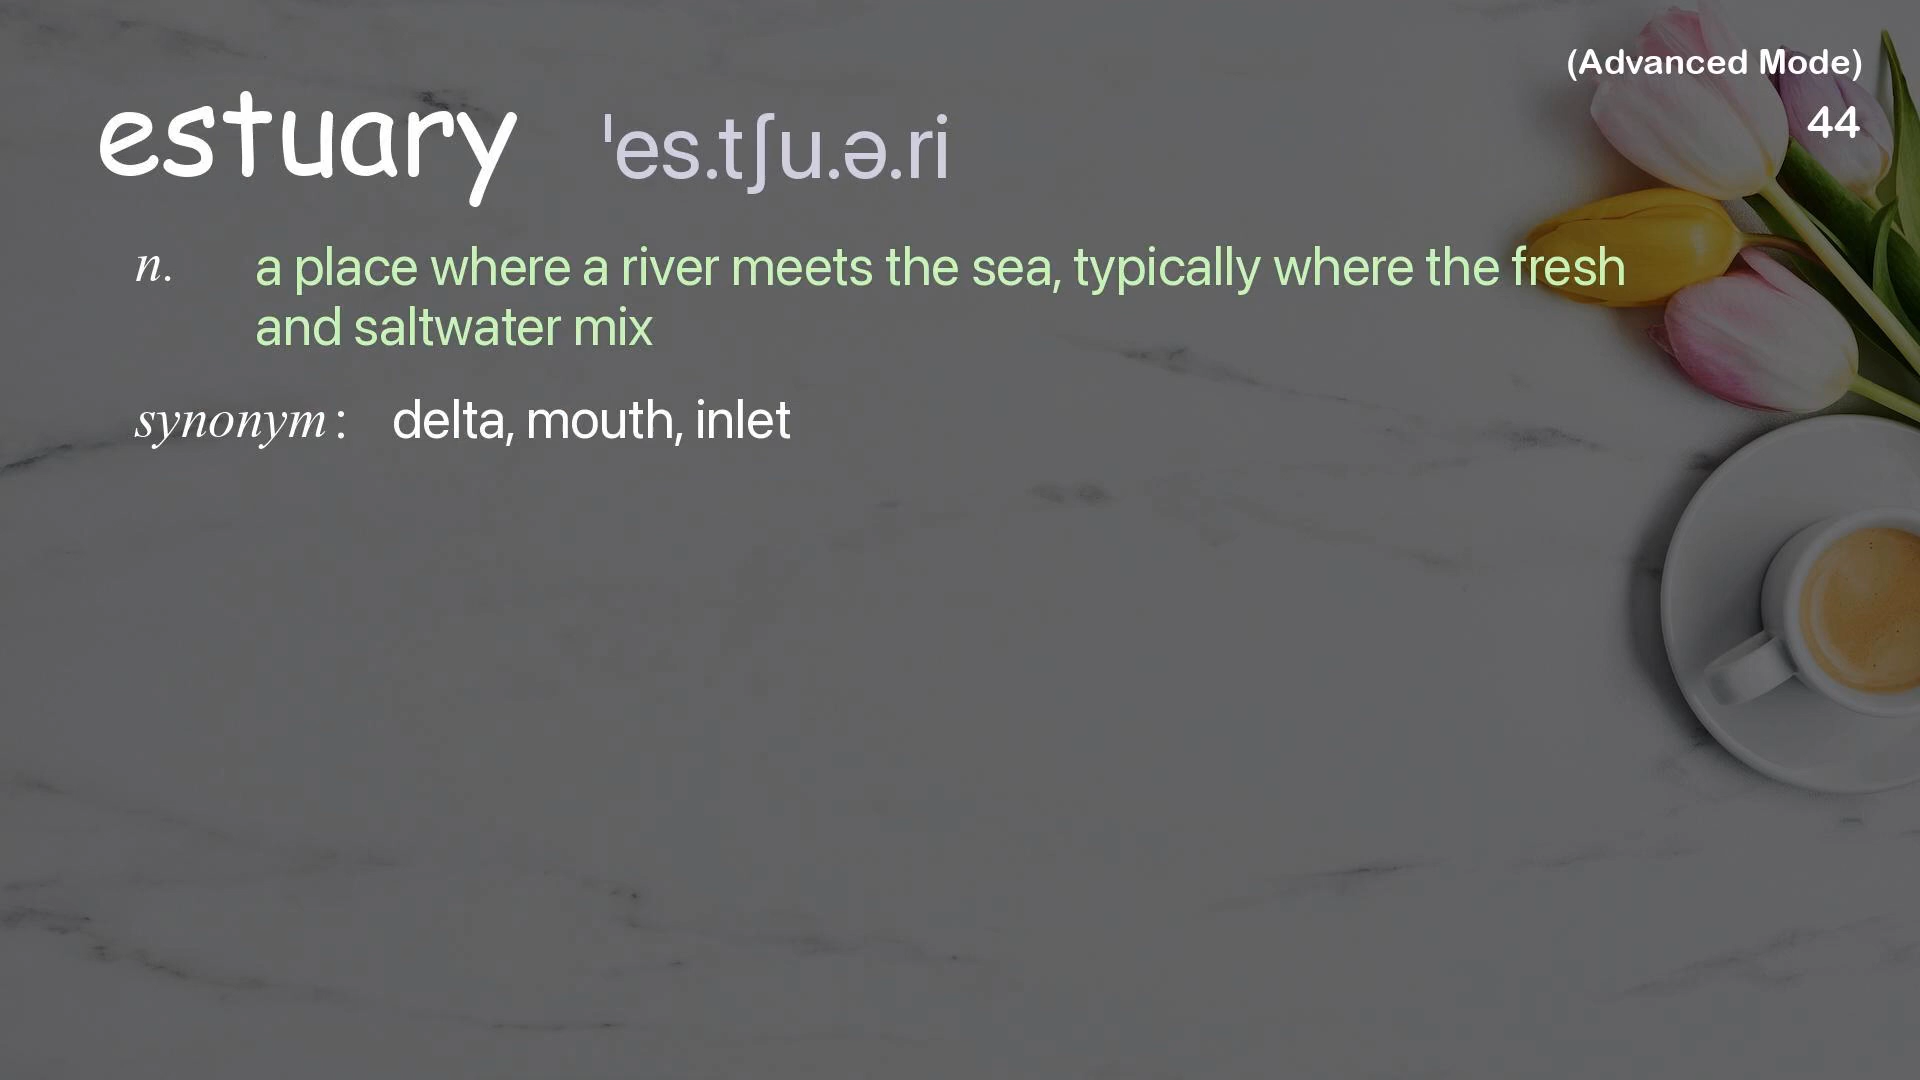 (Advanced Mode)
44
estuary ˈes.tʃu.ə.ri
n. a place where a river meets the sea, typically where the fresh
and saltwater mix
synonym: delta, mouth, inlet